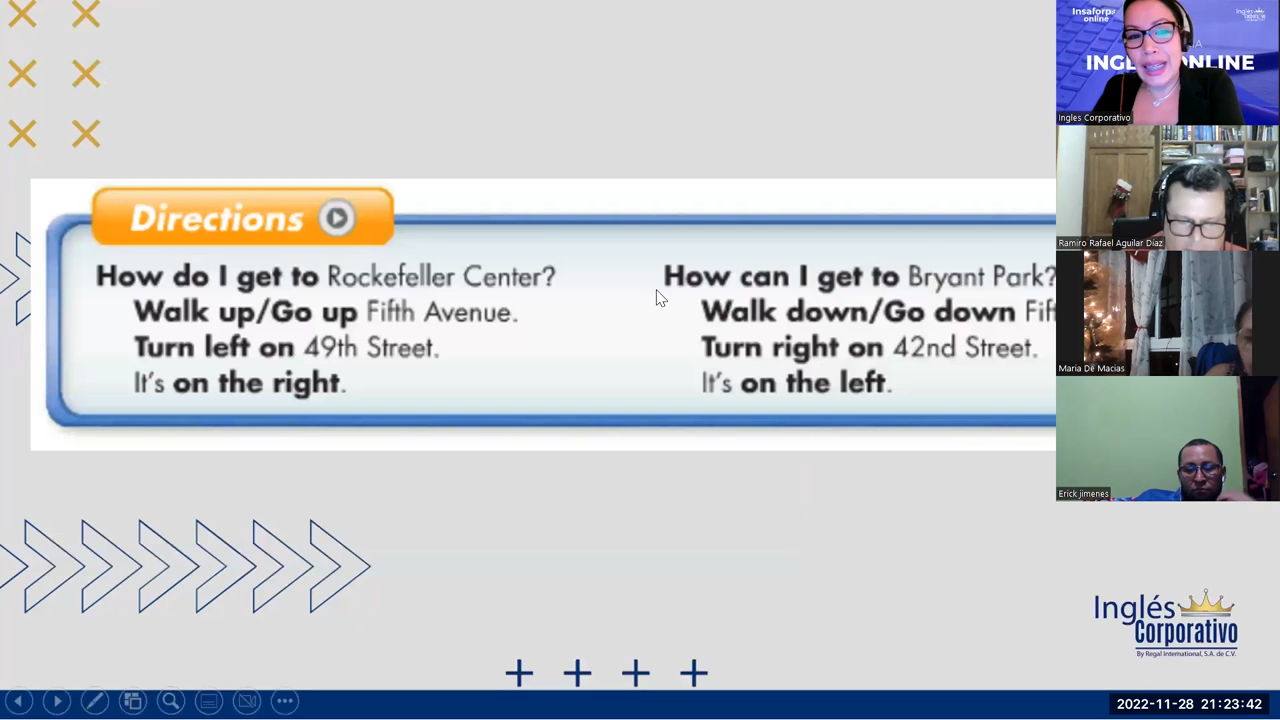 Directions
How do I get to Rockefeller Center?
Walk up/Go up Fifth Avenue.
Turn left on 49th Street.
It's on the right.
How can I get to Bryant Park?
Walk down/Go down Fif
Turn right on 42nd Street.
It's on the left.
Insaforp
online
INGL ONLINE
Ingles Corporativo
Ramiro Rafael Aguilar Díaz
Maria De Macias
Erick jimenes
Inglés
Corporativo
By Regal International, S.A. de C.V.
2022-11-28 21:23:42